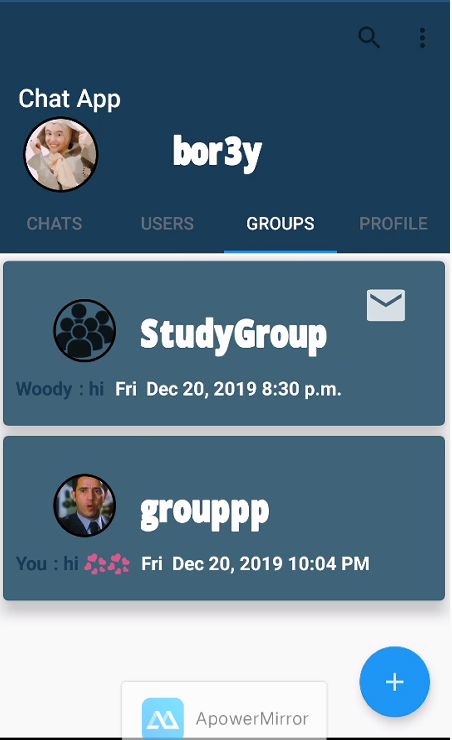 Chat App
bor3y
CHATS USERS GROUPS PROFILE
StudyGroup
Woody : hi Fri Dec 20, 2019 8:30 p.m.
grouppp
You : hi 💞💞 Fri Dec 20, 2019 10:04 PM
ApowerMirror